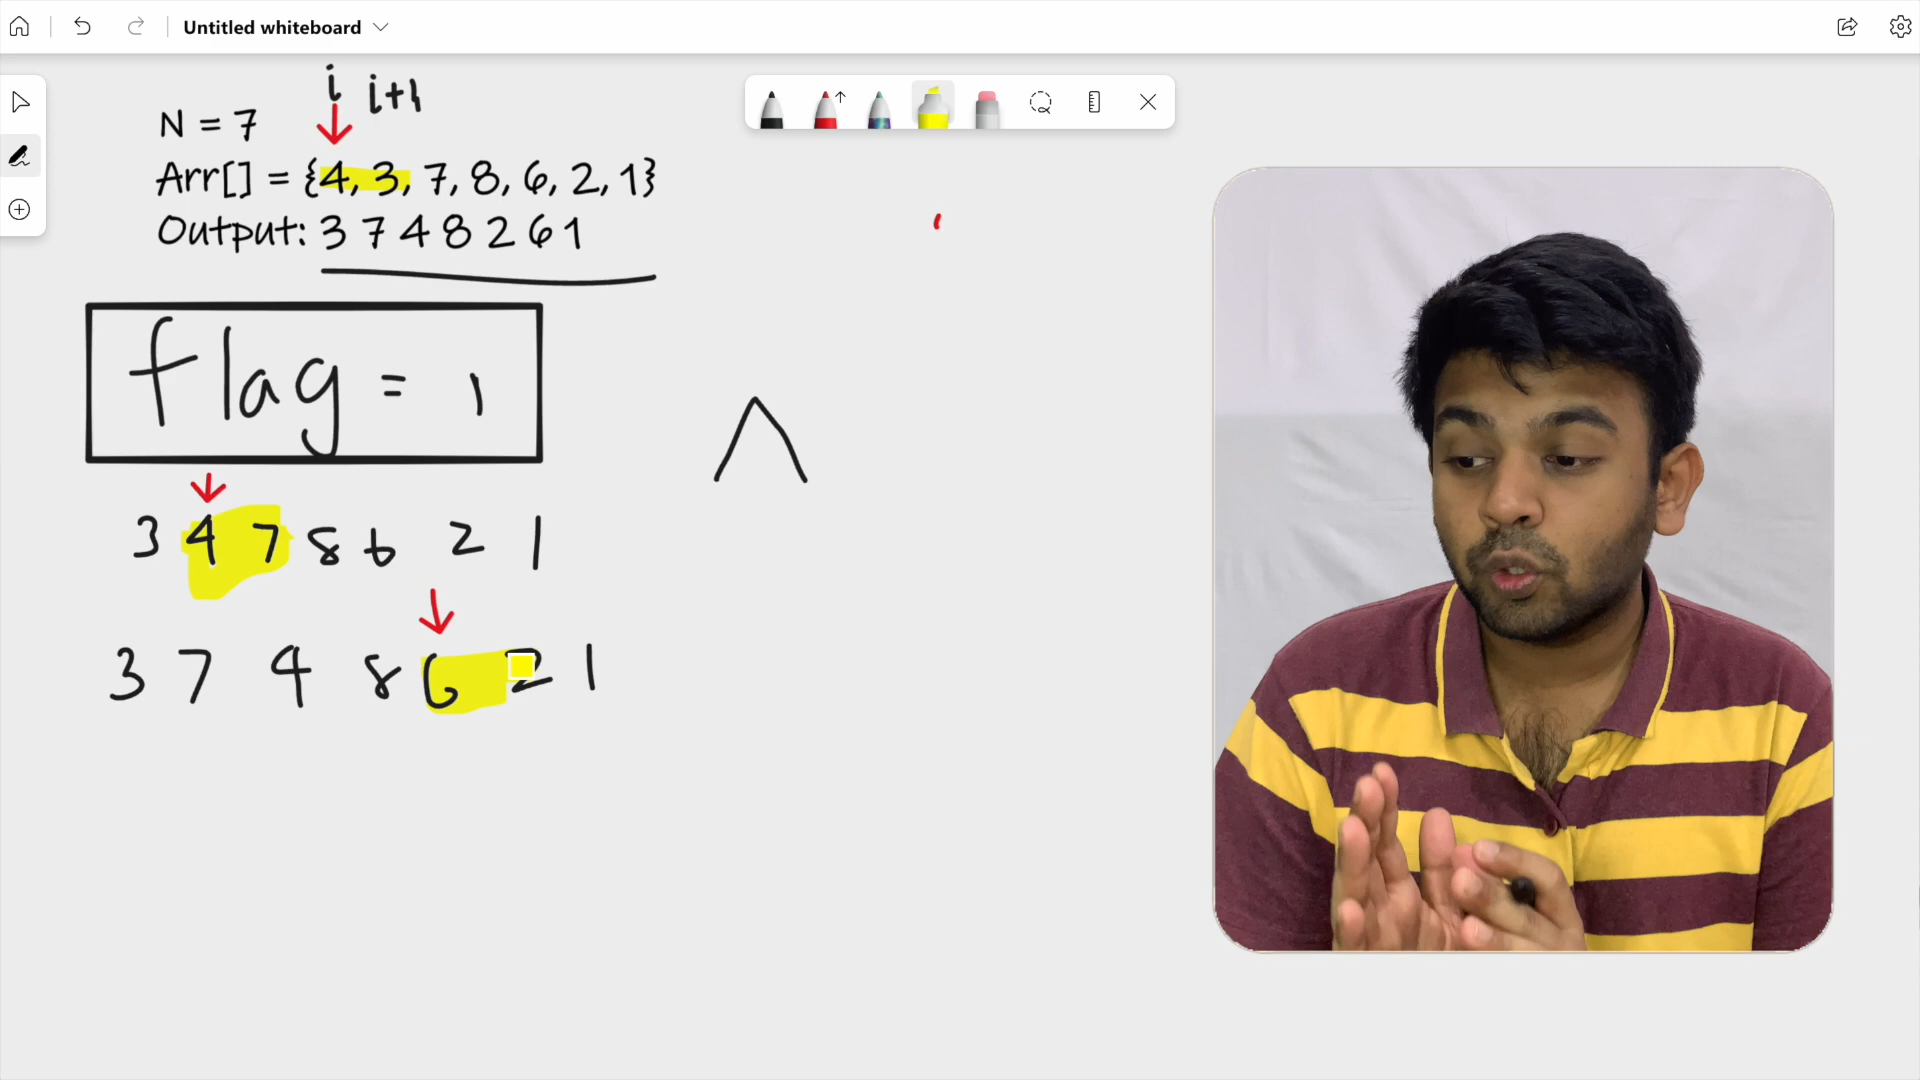 Untitled whiteboard
i i+1
N = 7
Arr[] = {4, 3, 7, 8, 6, 2, 1}
Output: 3 7 4 8 2 6 1
flag = 1
3 4 7 8 6 2 1
3 7 4 8 6 2 1